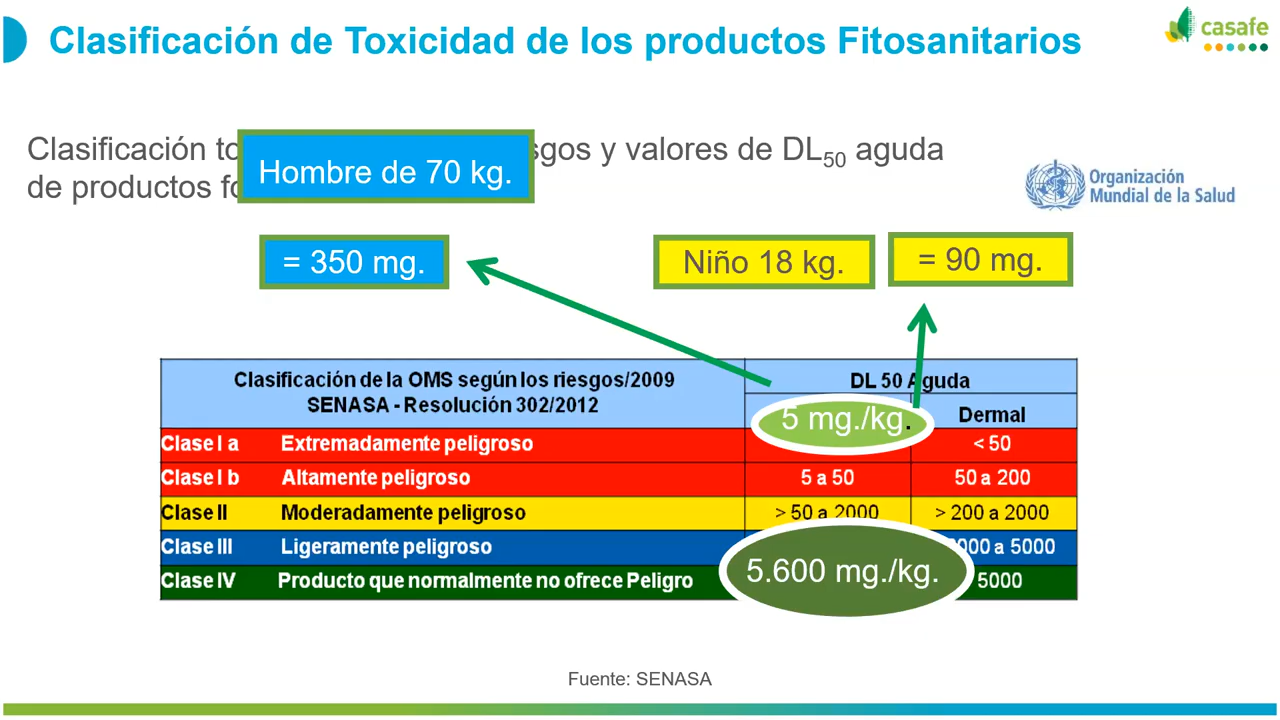 Clasificación de Toxicidad de los productos Fitosanitarios
casafe
Clasificación
Hombre de 70 kg.
y valores de DL50 aguda
de productos
Organización
Mundial de la Salud
= 350 mg.
Niño 18 kg.
= 90 mg.
Clasificación de la OMS según los riesgos/2009
SENASA - Resolución 302/2012
DL 50 Aguda
5 mg./kg.
Dermal
Clase I a Extremadamente peligroso < 50
Clase I b Altamente peligroso 5 a 50 50 a 200
Clase II Moderadamente peligroso > 50 a 2000 > 200 a 2000
Clase III Ligeramente peligroso a 5000
Clase IV Producto que normalmente no ofrece Peligro 5000
5.600 mg./kg.
Fuente: SENASA